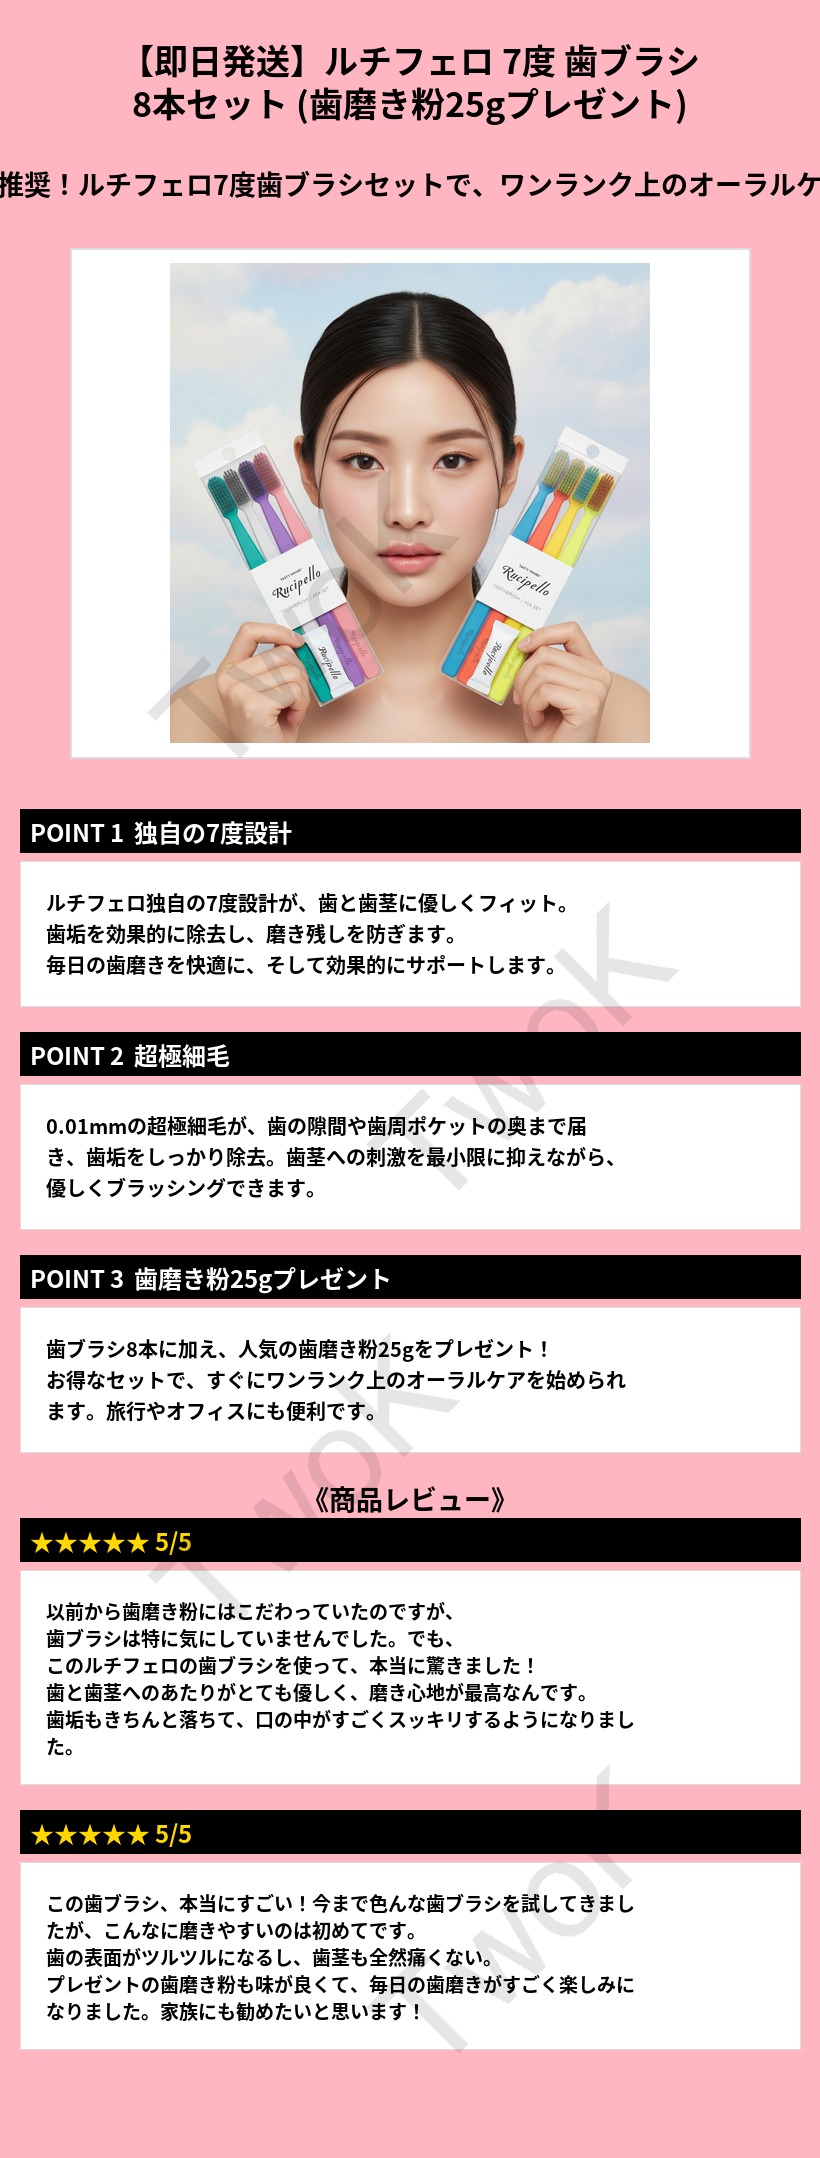 【即日発送】ルチフェロ 7度 歯ブラシ
8本セット (歯磨き粉25gプレゼント)
推奨！ルチフェロ7度歯ブラシセットで、ワンランク上のオーラルケ
TASTY HOUSE™
Rucipello
TOOTHBRUSH / 4EA SET
Rucipello
TASTY HOUSE™
Rucipello
TOOTHBRUSH / 4EA SET
Rucipello
TwoK
POINT 1 独自の7度設計
ルチフェロ独自の7度設計が、歯と歯茎に優しくフィット。
歯垢を効果的に除去し、磨き残しを防ぎます。
毎日の歯磨きを快適に、そして効果的にサポートします。
TwoK
POINT 2 超極細毛
0.01mmの超極細毛が、歯の隙間や歯周ポケットの奥まで届
き、歯垢をしっかり除去。歯茎への刺激を最小限に抑えながら、
優しくブラッシングできます。
POINT 3 歯磨き粉25gプレゼント
歯ブラシ8本に加え、人気の歯磨き粉25gをプレゼント！
お得なセットで、すぐにワンランク上のオーラルケアを始められ
ます。旅行やオフィスにも便利です。
TwoK
《商品レビュー》
★★★★★ 5/5
以前から歯磨き粉にはこだわっていたのですが、
歯ブラシは特に気にしていませんでした。でも、
このルチフェロの歯ブラシを使って、本当に驚きました！
歯と歯茎へのあたりがとても優しく、磨き心地が最高なんです。
歯垢もきちんと落ちて、口の中がすごくスッキリするようになりまし
た。
TwoK
★★★★★ 5/5
この歯ブラシ、本当にすごい！今まで色んな歯ブラシを試してきまし
たが、こんなに磨きやすいのは初めてです。
歯の表面がツルツルになるし、歯茎も全然痛くない。
プレゼントの歯磨き粉も味が良くて、毎日の歯磨きがすごく楽しみに
なりました。家族にも勧めたいと思います！